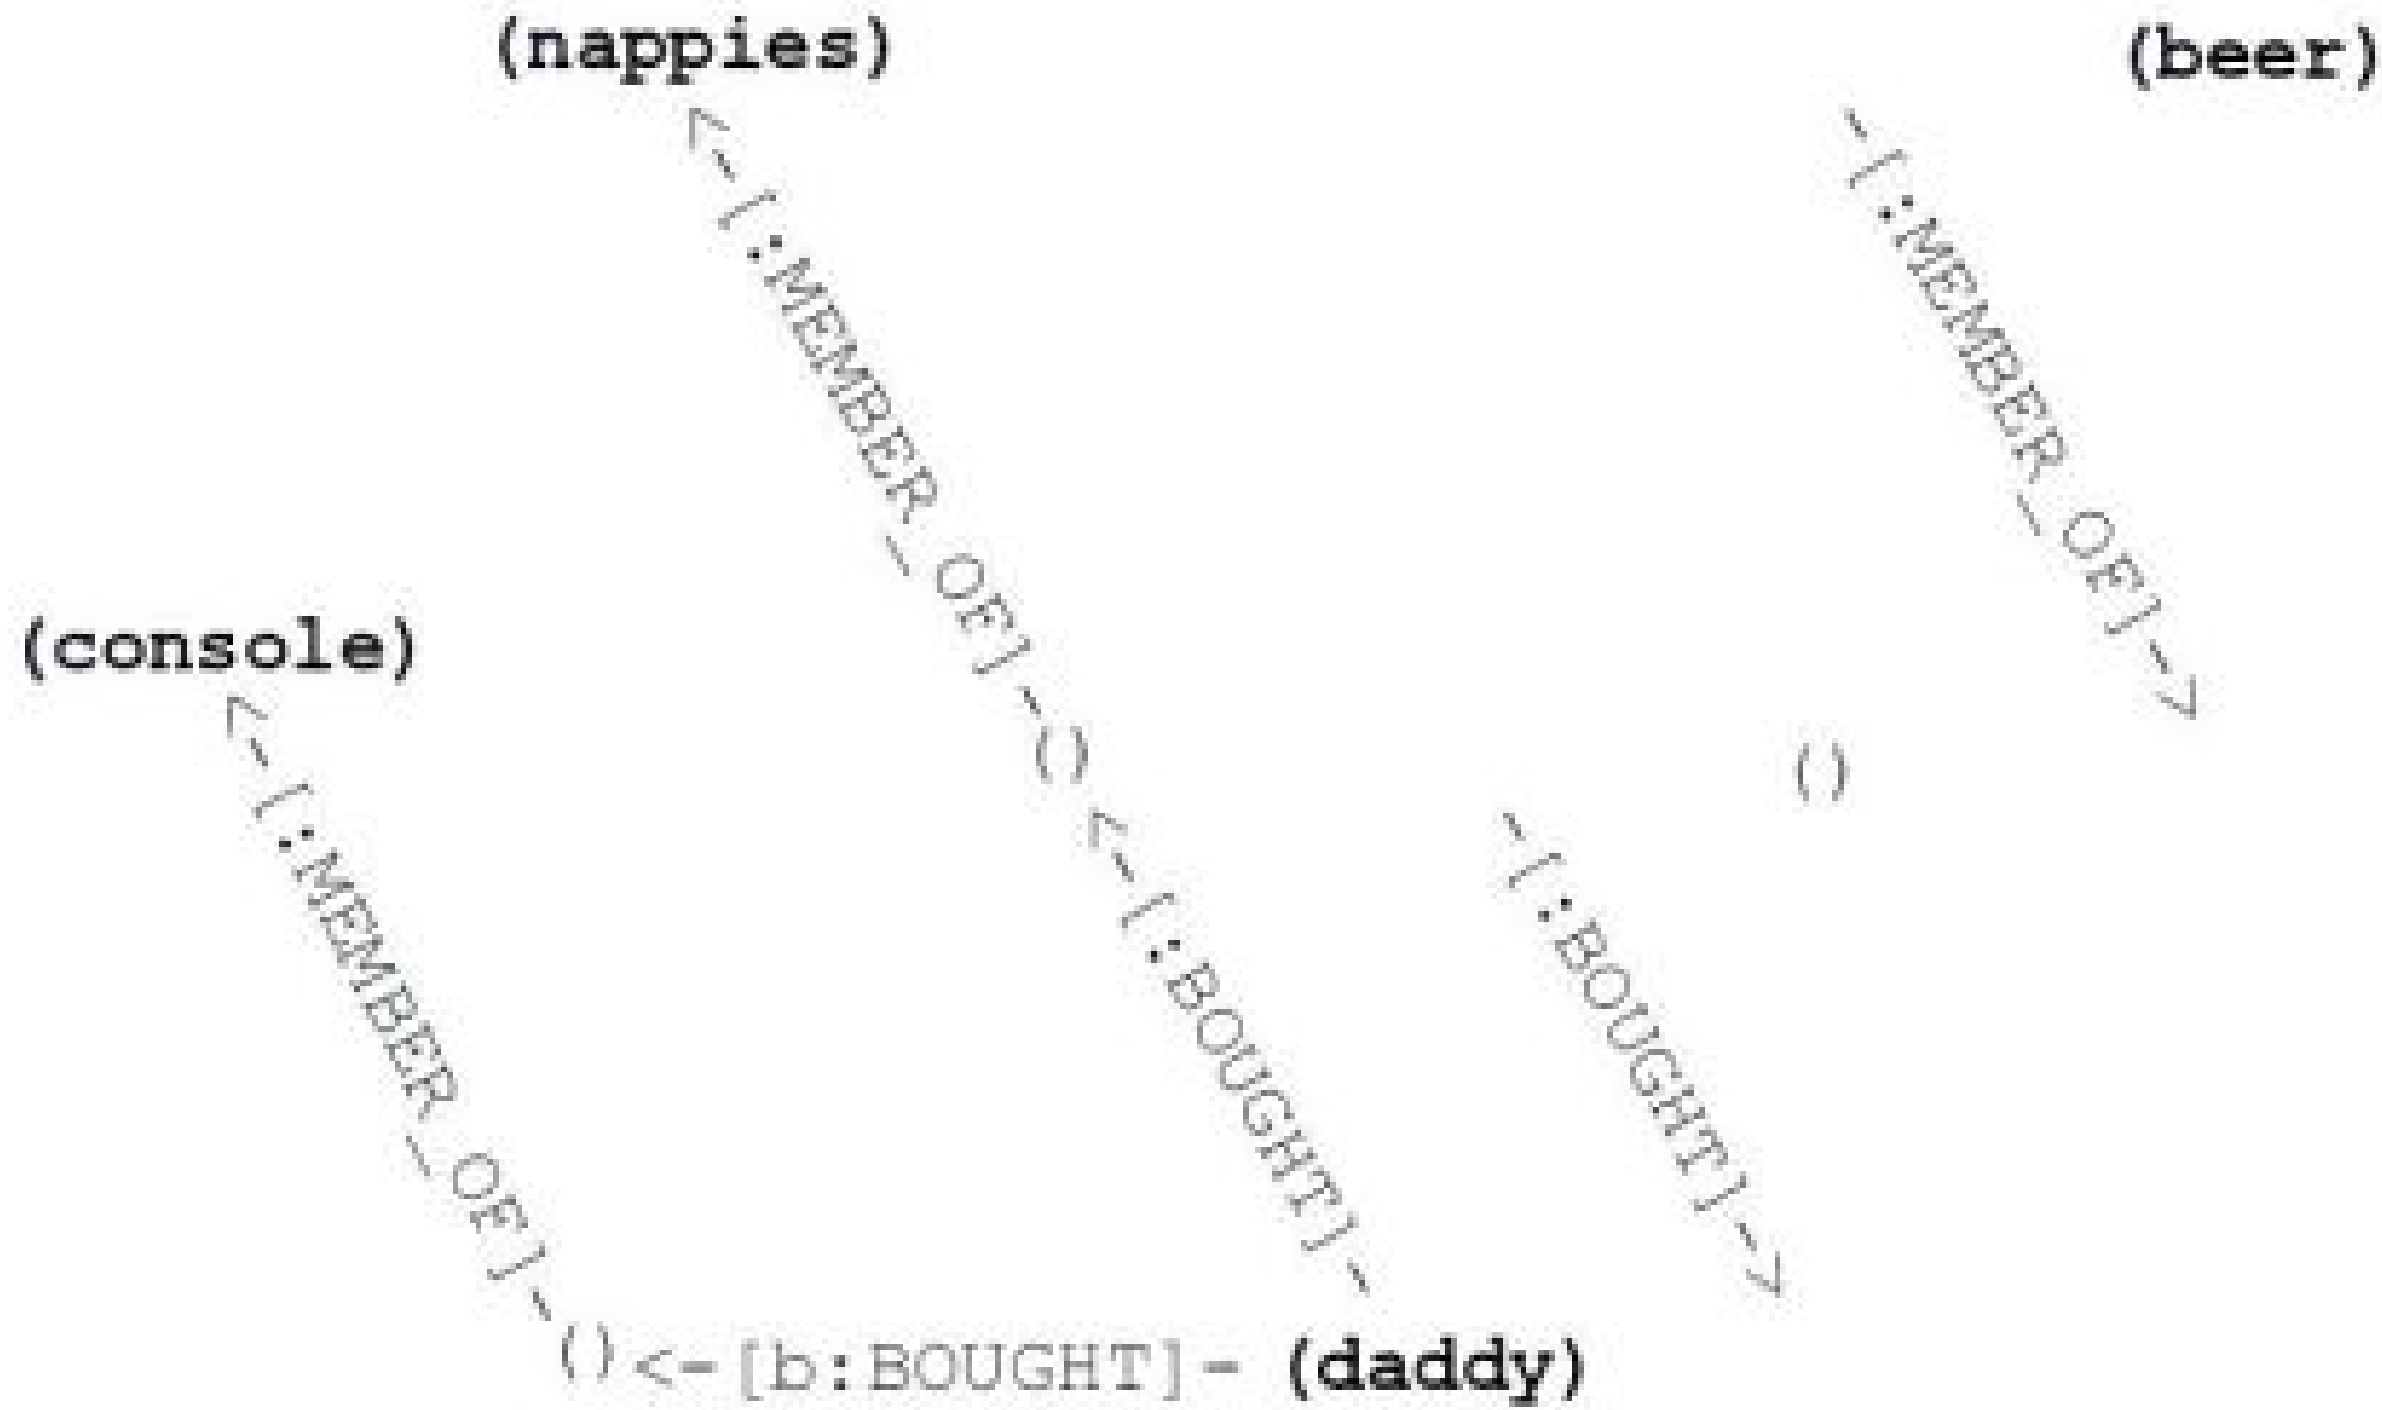 (nappies)
(beer)
<-[:MEMBER_OF]-
-[:MEMBER_OF]->
(console)
()
()
<-[:MEMBER_OF]-
<-[:BOUGHT]-
-[:BOUGHT]->
()<-[b:BOUGHT]- (daddy)